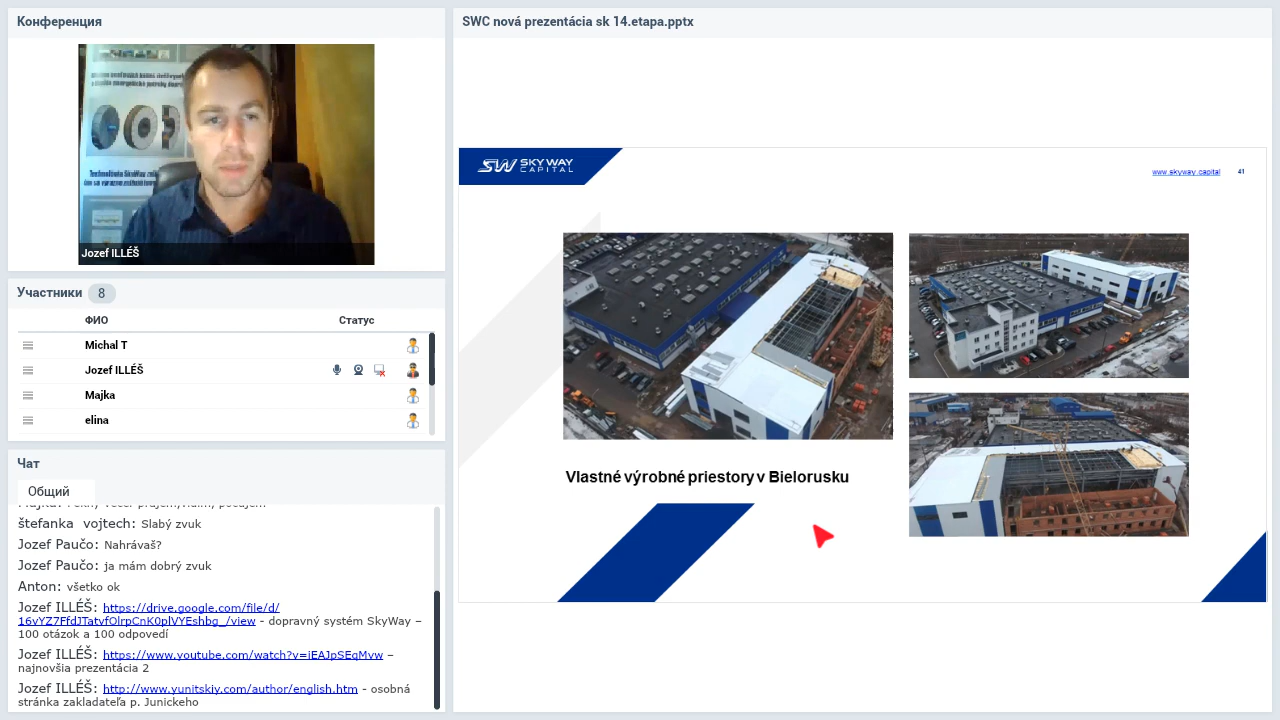 Конференция
Jozef ILLÉŠ
Участники 8
ФИО Статус
Michal T
Jozef ILLÉŠ
Majka
elina
Чат
Общий
štefanka vojtech: Slabý zvuk
Jozef Paučo: Nahrávaš?
Jozef Paučo: ja mám dobrý zvuk
Anton: všetko ok
Jozef ILLÉŠ: https://drive.google.com/file/d/
16vYZ7FfdJTatvfOlrpCnK0plVYEshbg_/view - dopravný systém SkyWay –
100 otázok a 100 odpovedí
Jozef ILLÉŠ: https://www.youtube.com/watch?v=iEAJpSEqMvw –
najnovšia prezentácia 2
Jozef ILLÉŠ: http://www.yunitskiy.com/author/english.htm - osobná
stránka zakladateľa p. Junickeho
SWC nová prezentácia sk 14.etapa.pptx
SW SKY WAY
CAPITAL
www.skyway.capital 41
Vlastné výrobné priestory v Bielorusku